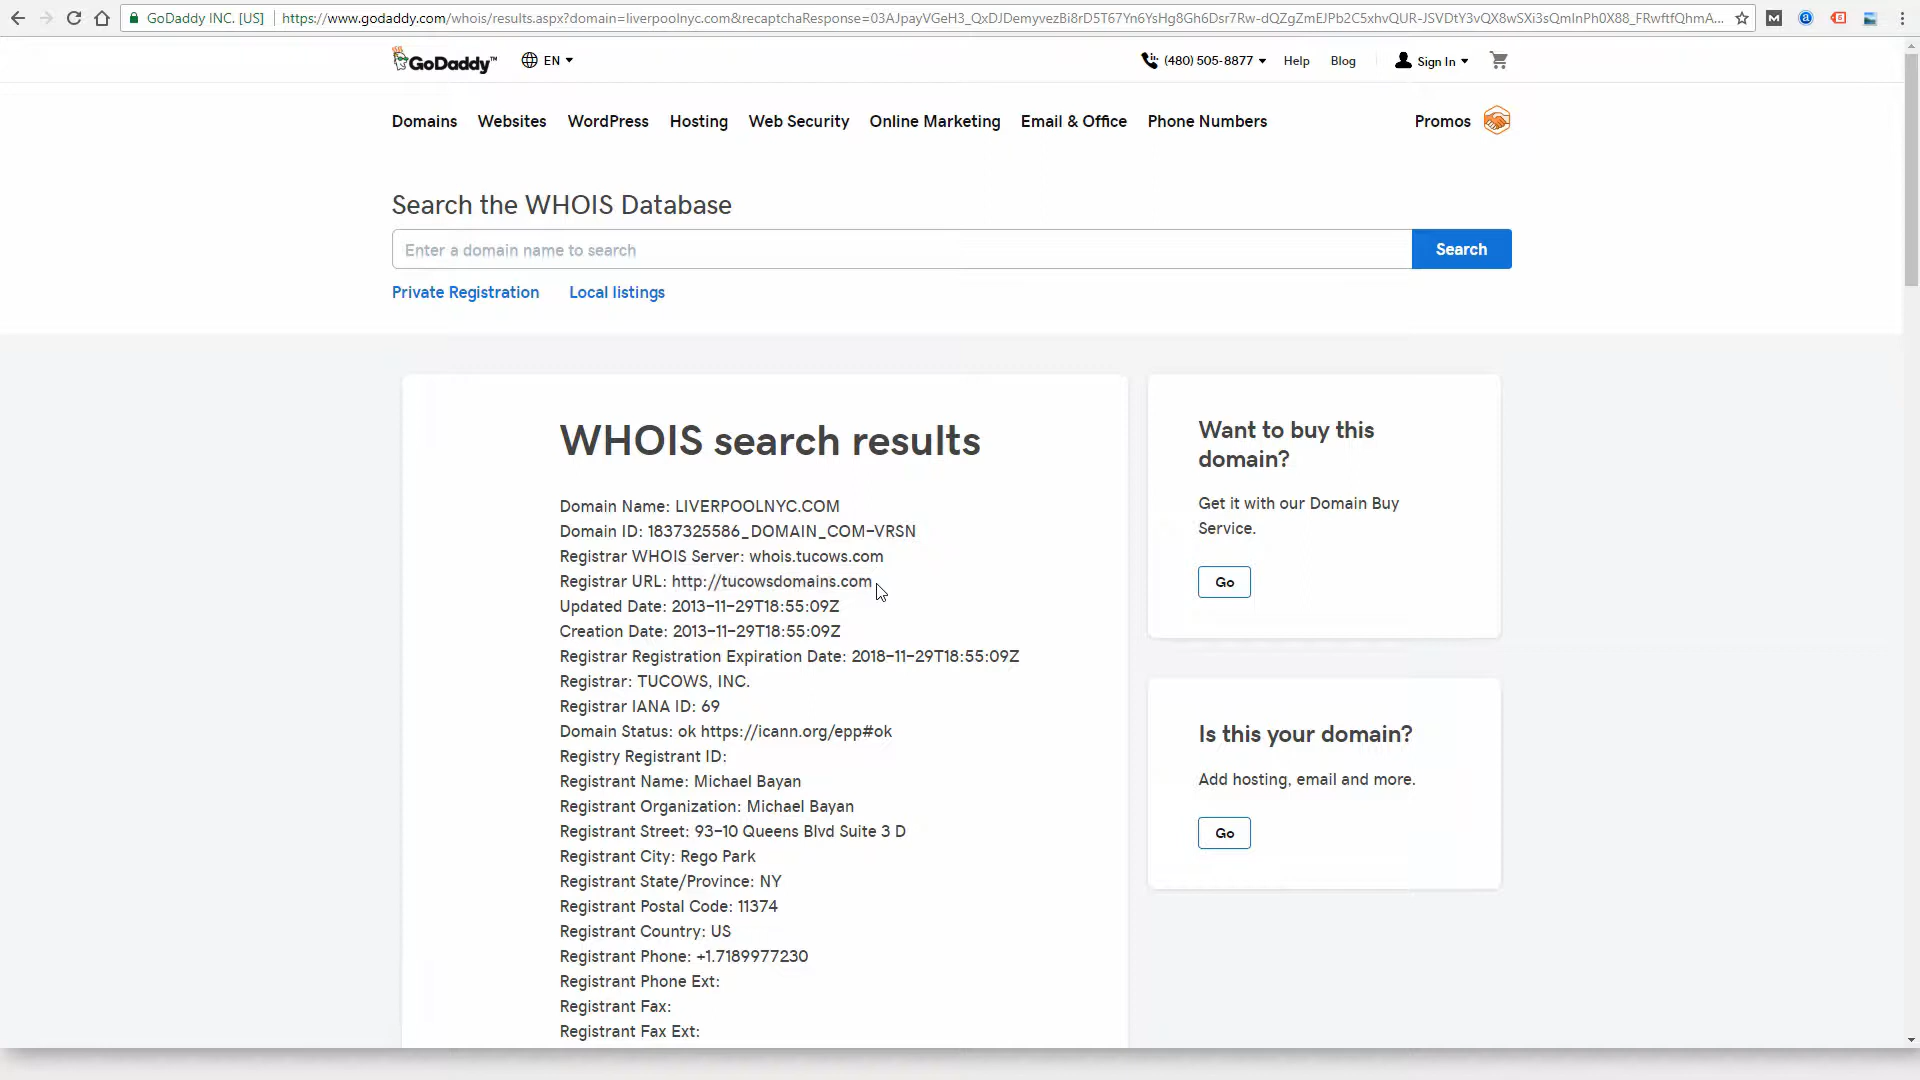 GoDaddy INC. [US]
https://www.godaddy.com/whois/results.aspx?domain=liverpoolnyc.com&recaptchaResponse=03AJpayVGeH3_QxDJDemyvezBi8rD5T67Yn6YsHg8Gh6Dsr7Rw-dQZgZmEJPb2C5xhvQUR-JSVDtY3vQX8wSXi3sQmInPh0X88_FRwftfQhmA...
GoDaddy™
EN
(480) 505-8877
Help
Blog
Sign In
Domains
Websites
WordPress
Hosting
Web Security
Online Marketing
Email & Office
Phone Numbers
Promos
Search the WHOIS Database
Enter a domain name to search
Search
Private Registration
Local listings
WHOIS search results
Domain Name: LIVERPOOLNYC.COM
Domain ID: 1837325586_DOMAIN_COM-VRSN
Registrar WHOIS Server: whois.tucows.com
Registrar URL: http://tucowsdomains.com
Updated Date: 2013-11-29T18:55:09Z
Creation Date: 2013-11-29T18:55:09Z
Registrar Registration Expiration Date: 2018-11-29T18:55:09Z
Registrar: TUCOWS, INC.
Registrar IANA ID: 69
Domain Status: ok https://icann.org/epp#ok
Registry Registrant ID:
Registrant Name: Michael Bayan
Registrant Organization: Michael Bayan
Registrant Street: 93-10 Queens Blvd Suite 3 D
Registrant City: Rego Park
Registrant State/Province: NY
Registrant Postal Code: 11374
Registrant Country: US
Registrant Phone: +1.7189977230
Registrant Phone Ext:
Registrant Fax:
Registrant Fax Ext:
Want to buy this
domain?
Get it with our Domain Buy
Service.
Go
Is this your domain?
Add hosting, email and more.
Go